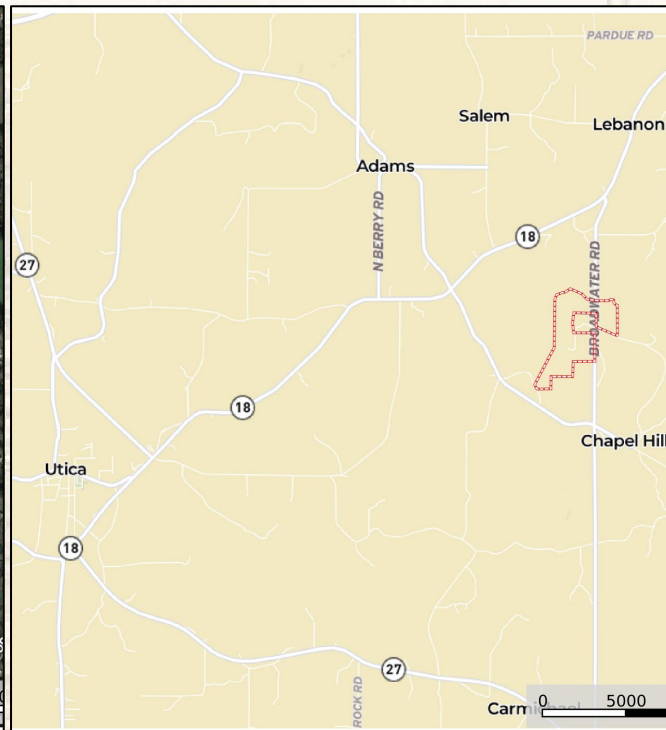 PARDUE RD
Salem
Lebanon
Adams
N BERRY RD
18
BROADWATER RD
27
18
Chapel Hill
Utica
18
27
ROCK RD
Carmichael
0 5000